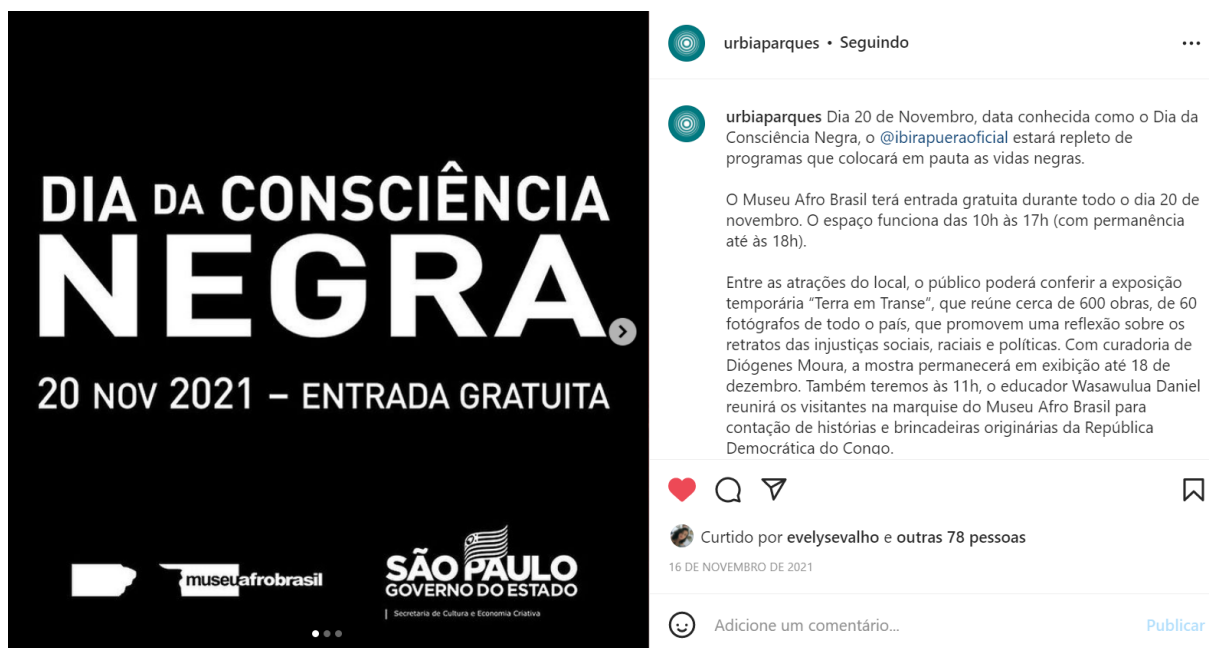 DIA DA CONSCIÊNCIA
NEGRA
20 NOV 2021 – ENTRADA GRATUITA
museuafrobrasil
SÃO PAULO
GOVERNO DO ESTADO
Secretaria de Cultura e Economia Criativa
urbiaparques • Seguindo
urbiaparques Dia 20 de Novembro, data conhecida como o Dia da
Consciência Negra, o @ibirapueraoficial estará repleto de
programas que colocará em pauta as vidas negras.
O Museu Afro Brasil terá entrada gratuita durante todo o dia 20 de
novembro. O espaço funciona das 10h às 17h (com permanência
até às 18h).
Entre as atrações do local, o público poderá conferir a exposição
temporária “Terra em Transe”, que reúne cerca de 600 obras, de 60
fotógrafos de todo o país, que promovem uma reflexão sobre os
retratos das injustiças sociais, raciais e políticas. Com curadoria de
Diógenes Moura, a mostra permanecerá em exibição até 18 de
dezembro. Também teremos às 11h, o educador Wasawulua Daniel
reunirá os visitantes na marquise do Museu Afro Brasil para
contação de histórias e brincadeiras originárias da República
Democrática do Congo.
Curtido por evelysevalho e outras 78 pessoas
16 DE NOVEMBRO DE 2021
Adicione um comentário...
Publicar